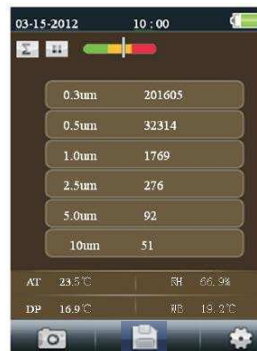 03-15-2012 10:00
Σ
0.3um 201605
0.5um 32314
1.0um 1769
2.5um 276
5.0um 92
10um 51
AT 23.5℃ RH 66.9%
DP 16.9℃ WB 19.2℃